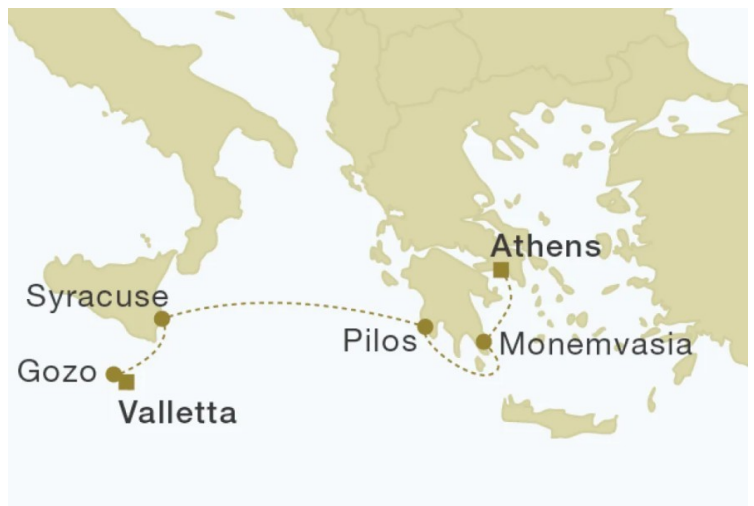 Athens
Syracuse
Pilos
Monemvasia
Gozo
Valletta